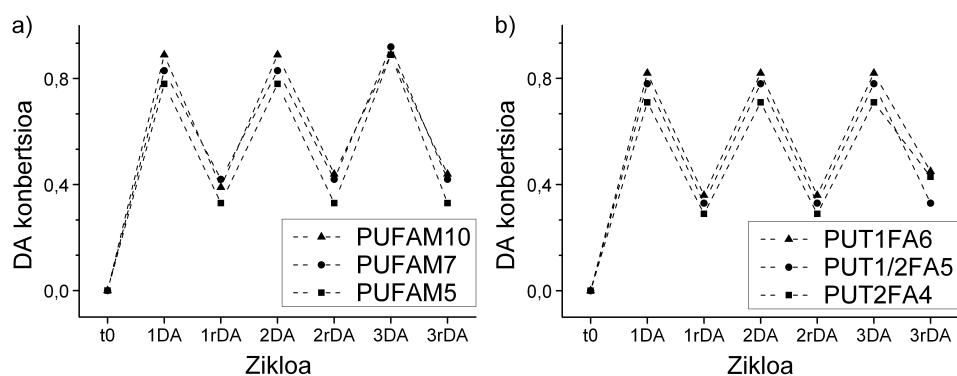 a)
DA konbertsioa
0,8
0,4
0,0
PUFAM10
PUFAM7
PUFAM5
t0 1DA 1rDA 2DA 2rDA 3DA 3rDA
Zikloa
b)
DA konbertsioa
0,8
0,4
0,0
PUT1FA6
PUT1/2FA5
PUT2FA4
t0 1DA 1rDA 2DA 2rDA 3DA 3rDA
Zikloa